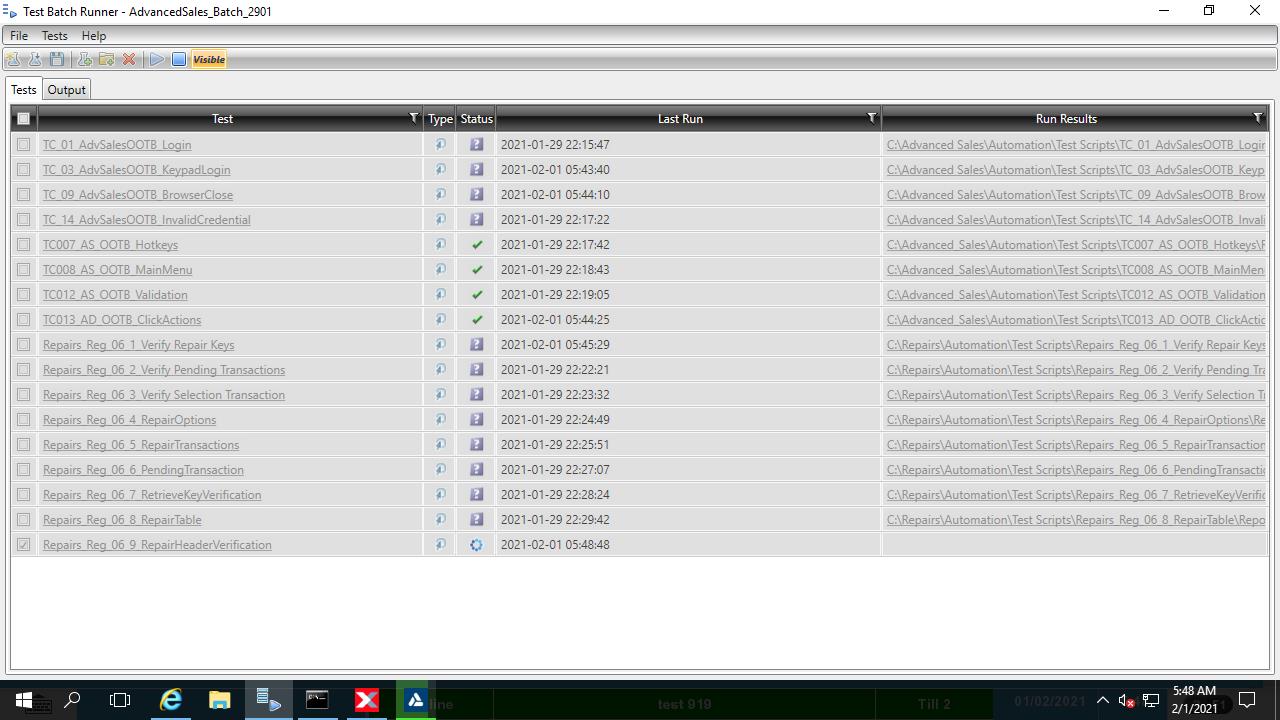 Test Batch Runner - AdvancedSales_Batch_2901
File Tests Help
Visible
Tests Output
Test Type Status Last Run Run Results
TC_01_AdvSalesOOTB_Login 2021-01-29 22:15:47 C:\Advanced Sales\Automation\Test Scripts\TC_01_AdvSalesOOTB_Login
TC_03_AdvSalesOOTB_KeypadLogin 2021-02-01 05:43:40 C:\Advanced Sales\Automation\Test Scripts\TC_03_AdvSalesOOTB_Keyp
TC_09_AdvSalesOOTB_BrowserClose 2021-02-01 05:44:10 C:\Advanced Sales\Automation\Test Scripts\TC_09_AdvSalesOOTB_Brow
TC_14_AdvSalesOOTB_InvalidCredential 2021-01-29 22:17:22 C:\Advanced Sales\Automation\Test Scripts\TC_14_AdvSalesOOTB_Invali
TC007_AS_OOTB_Hotkeys 2021-01-29 22:17:42 C:\Advanced_Sales\Automation\Test Scripts\TC007_AS_OOTB_Hotkeys\R
TC008_AS_OOTB_MainMenu 2021-01-29 22:18:43 C:\Advanced_Sales\Automation\Test Scripts\TC008_AS_OOTB_MainMen
TC012_AS_OOTB_Validation 2021-01-29 22:19:05 C:\Advanced_Sales\Automation\Test Scripts\TC012_AS_OOTB_Validation
TC013_AD_OOTB_ClickActions 2021-02-01 05:44:25 C:\Advanced_Sales\Automation\Test Scripts\TC013_AD_OOTB_ClickActic
Repairs_Reg_06_1_Verify Repair Keys 2021-02-01 05:45:29 C:\Repairs\Automation\Test Scripts\Repairs_Reg_06_1_Verify Repair Keys
Repairs_Reg_06_2_Verify Pending Transactions 2021-01-29 22:22:21 C:\Repairs\Automation\Test Scripts\Repairs_Reg_06_2_Verify Pending Tra
Repairs_Reg_06_3_Verify Selection Transaction 2021-01-29 22:23:32 C:\Repairs\Automation\Test Scripts\Repairs_Reg_06_3_Verify Selection T
Repairs_Reg_06_4_RepairOptions 2021-01-29 22:24:49 C:\Repairs\Automation\Test Scripts\Repairs_Reg_06_4_RepairOptions\Re
Repairs_Reg_06_5_RepairTransactions 2021-01-29 22:25:51 C:\Repairs\Automation\Test Scripts\Repairs_Reg_06_5_RepairTransaction
Repairs_Reg_06_6_PendingTransaction 2021-01-29 22:27:07 C:\Repairs\Automation\Test Scripts\Repairs_Reg_06_6_PendingTransactic
Repairs_Reg_06_7_RetrieveKeyVerification 2021-01-29 22:28:24 C:\Repairs\Automation\Test Scripts\Repairs_Reg_06_7_RetrieveKeyVerific
Repairs_Reg_06_8_RepairTable 2021-01-29 22:29:42 C:\Repairs\Automation\Test Scripts\Repairs_Reg_06_8_RepairTable\Repo
Repairs_Reg_06_9_RepairHeaderVerification 2021-02-01 05:48:48
line test 919 Till 2 01/02/2021
5:48 AM
2/1/2021